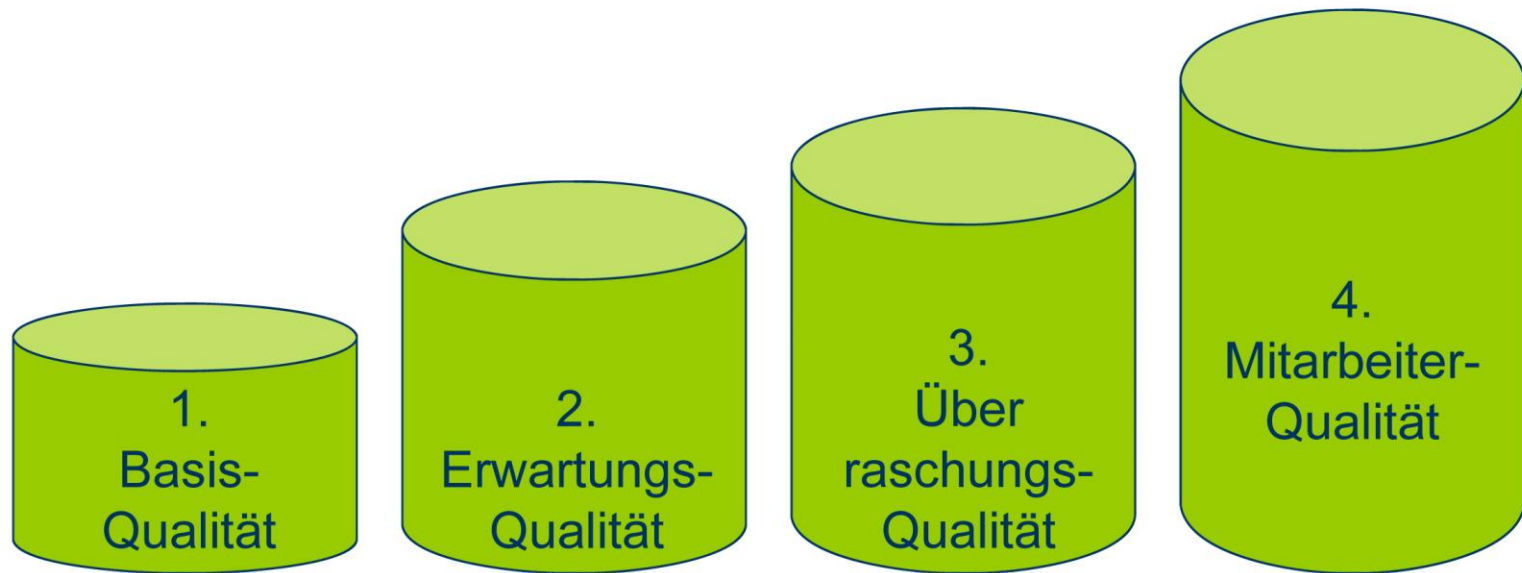 1.
Basis-
Qualität
2.
Erwartungs-
Qualität
3.
Über
raschungs-
Qualität
4.
Mitarbeiter-
Qualität